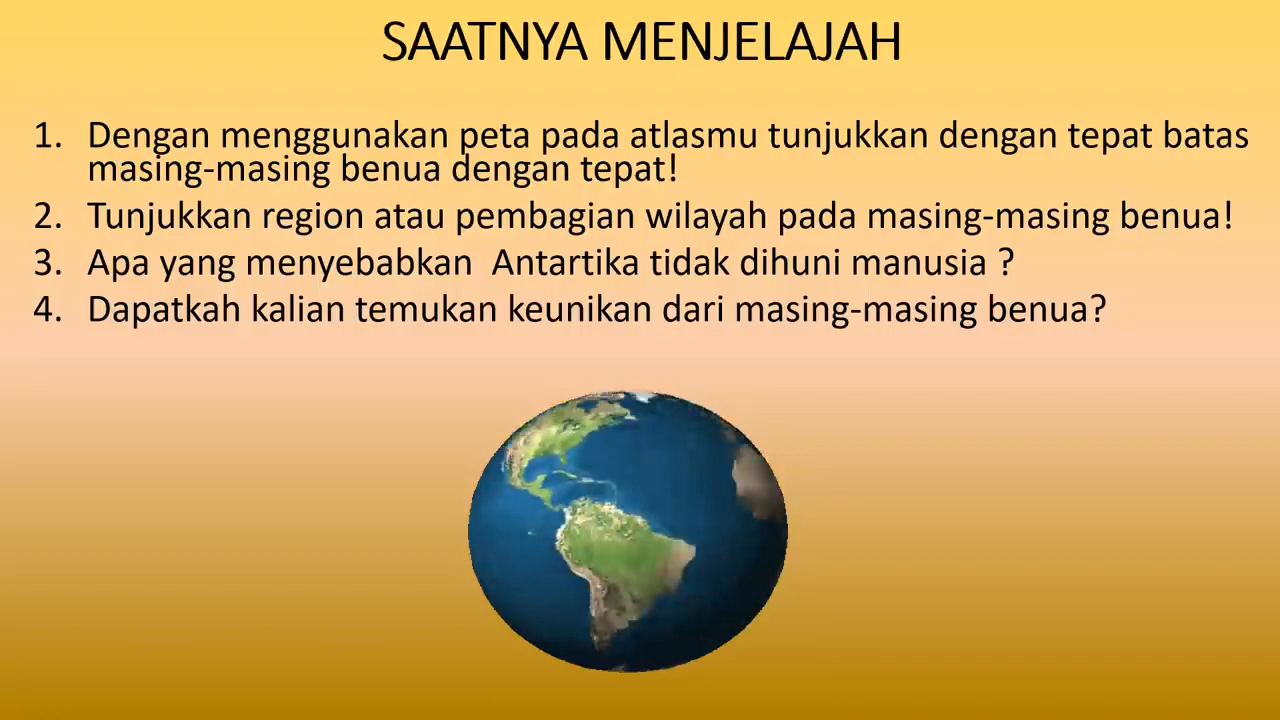 SAATNYA MENJELAJAH
1. Dengan menggunakan peta pada atlasmu tunjukkan dengan tepat batas
masing-masing benua dengan tepat!
2. Tunjukkan region atau pembagian wilayah pada masing-masing benua!
3. Apa yang menyebabkan  Antartika tidak dihuni manusia ?
4. Dapatkah kalian temukan keunikan dari masing-masing benua?